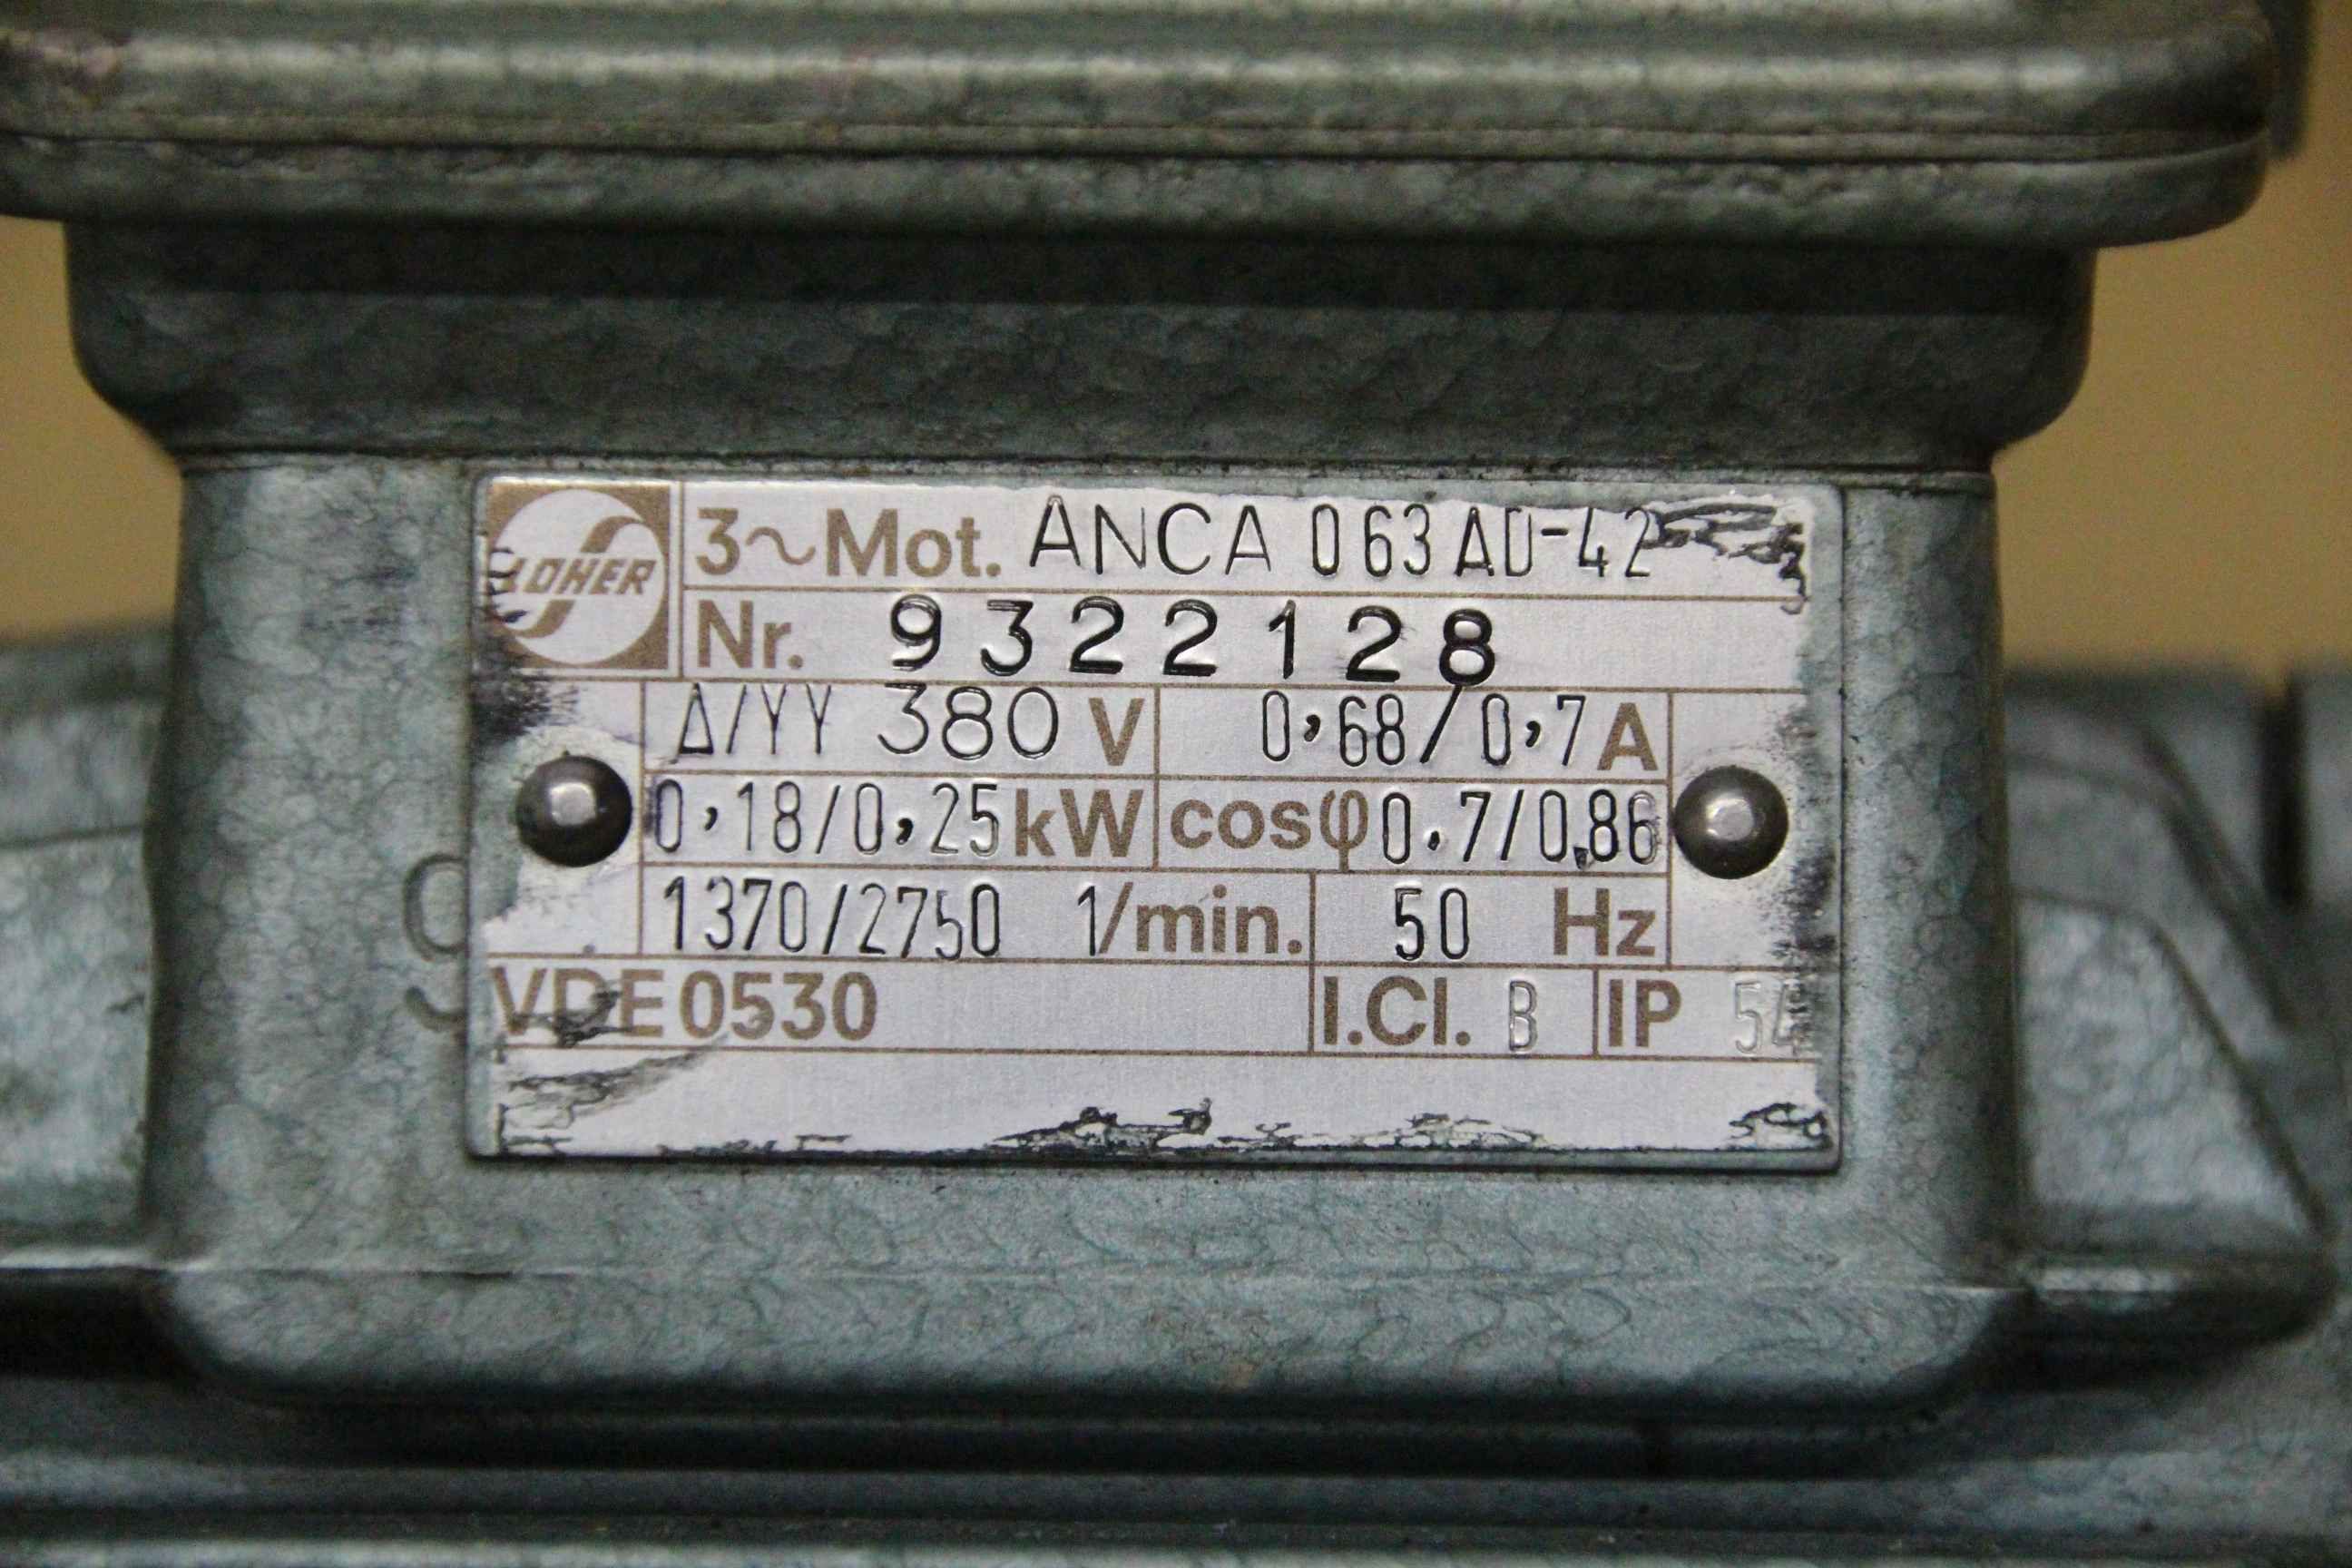 LOHER
3~Mot. ANCA 063 AD-42
Nr. 9322128
Δ/YY 380 V 0,68/0,7 A
0,18/0,25 kW cosφ 0.7/0.86
1370/2750 1/min. 50 Hz
VDE 0530 I.Cl. B IP 54
9